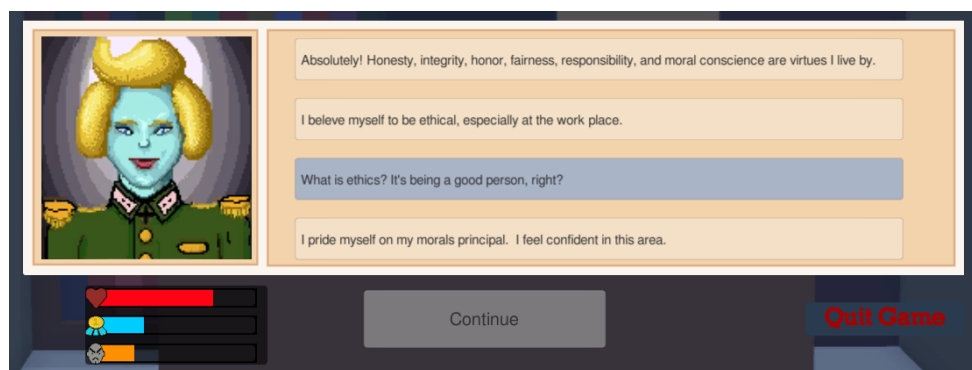 Absolutely! Honesty, integrity, honor, fairness, responsibility, and moral conscience are virtues I live by.
I beleve myself to be ethical, especially at the work place.
What is ethics? It's being a good person, right?
I pride myself on my morals principal.  I feel confident in this area.
Continue
Quit Game